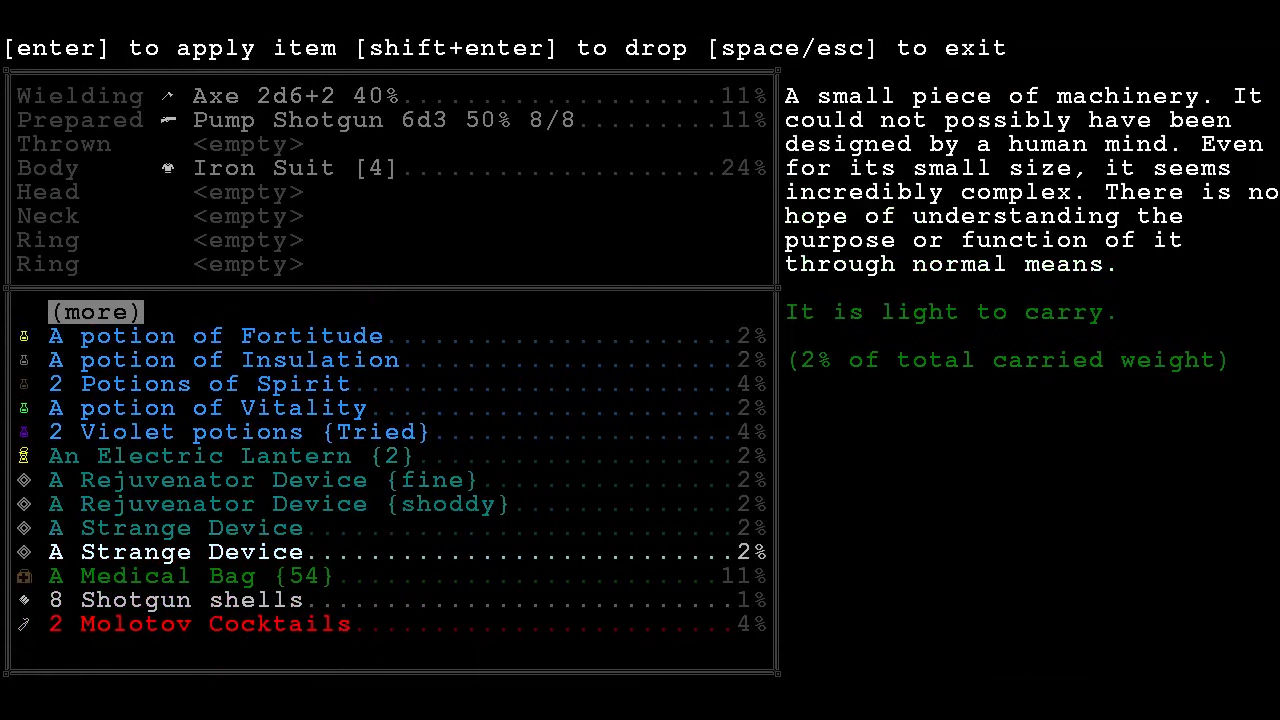 [enter] to apply item [shift+enter] to drop [space/esc] to exit
Wielding Axe 2d6+2 40%....................11%
Prepared Pump Shotgun 6d3 50% 8/8.........11%
Thrown <empty>
Body Iron Suit [4]....................24%
Head <empty>
Neck <empty>
Ring <empty>
Ring <empty>
(more)
A potion of Fortitude......................2%
A potion of Insulation.....................2%
2 Potions of Spirit........................4%
A potion of Vitality.......................2%
2 Violet potions {Tried}...................4%
An Electric Lantern {2}....................2%
A Rejuvenator Device {fine}................2%
A Rejuvenator Device {shoddy}..............2%
A Strange Device...........................2%
A Strange Device...........................2%
A Medical Bag {54}........................11%
8 Shotgun shells...........................1%
2 Molotov Cocktails........................4%
A small piece of machinery. It
could not possibly have been
designed by a human mind. Even
for its small size, it seems
incredibly complex. There is no
hope of understanding the
purpose or function of it
through normal means.
It is light to carry.
(2% of total carried weight)